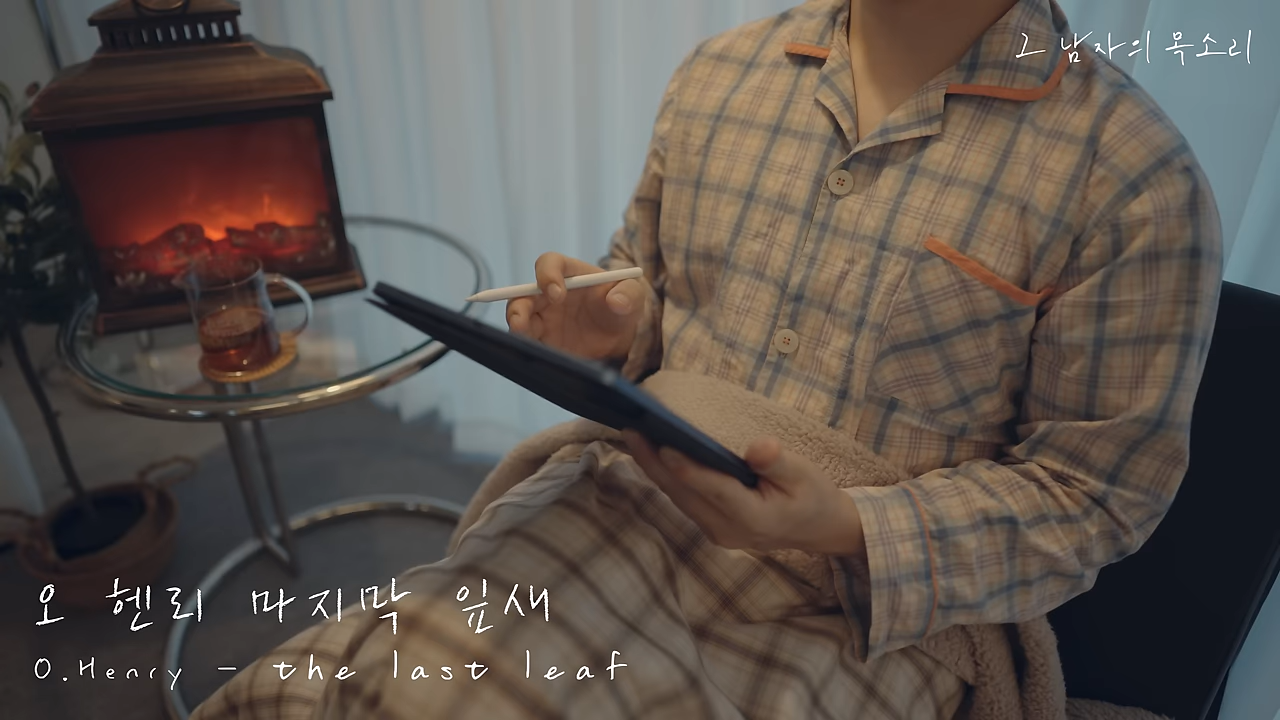 그 남자의 목소리
오 헨리 마지막 잎새
O.Henry - the last leaf